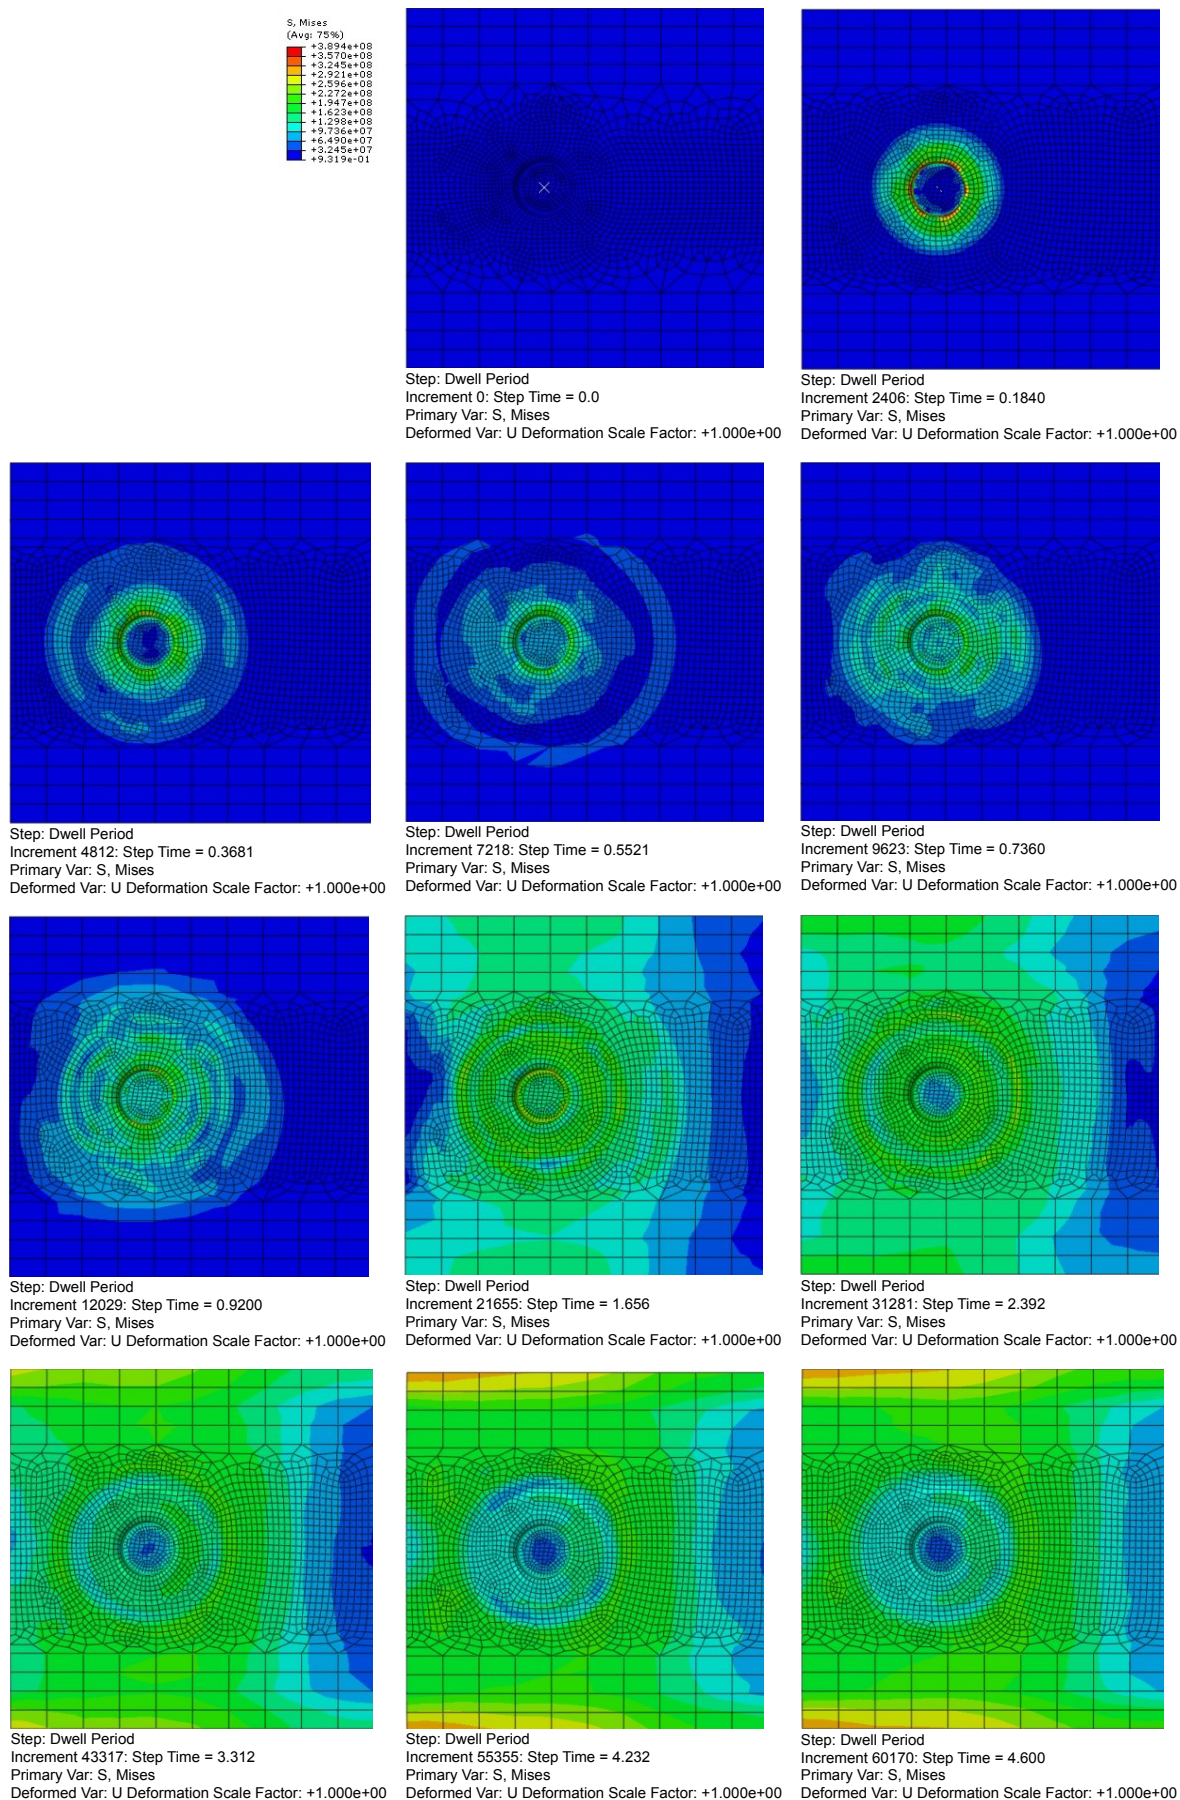 S, Mises
(Avg: 75%)
+3.894e+08
+3.570e+08
+3.245e+08
+2.921e+08
+2.596e+08
+2.272e+08
+1.947e+08
+1.623e+08
+1.298e+08
+9.736e+07
+6.490e+07
+3.245e+07
+9.319e-01
Step: Dwell Period
Increment 0: Step Time = 0.0
Primary Var: S, Mises
Deformed Var: U Deformation Scale Factor: +1.000e+00
Step: Dwell Period
Increment 2406: Step Time = 0.1840
Primary Var: S, Mises
Deformed Var: U Deformation Scale Factor: +1.000e+00
Step: Dwell Period
Increment 4812: Step Time = 0.3681
Primary Var: S, Mises
Deformed Var: U Deformation Scale Factor: +1.000e+00
Step: Dwell Period
Increment 7218: Step Time = 0.5521
Primary Var: S, Mises
Deformed Var: U Deformation Scale Factor: +1.000e+00
Step: Dwell Period
Increment 9623: Step Time = 0.7360
Primary Var: S, Mises
Deformed Var: U Deformation Scale Factor: +1.000e+00
Step: Dwell Period
Increment 12029: Step Time = 0.9200
Primary Var: S, Mises
Deformed Var: U Deformation Scale Factor: +1.000e+00
Step: Dwell Period
Increment 21655: Step Time = 1.656
Primary Var: S, Mises
Deformed Var: U Deformation Scale Factor: +1.000e+00
Step: Dwell Period
Increment 31281: Step Time = 2.392
Primary Var: S, Mises
Deformed Var: U Deformation Scale Factor: +1.000e+00
Step: Dwell Period
Increment 43317: Step Time = 3.312
Primary Var: S, Mises
Deformed Var: U Deformation Scale Factor: +1.000e+00
Step: Dwell Period
Increment 55355: Step Time = 4.232
Primary Var: S, Mises
Deformed Var: U Deformation Scale Factor: +1.000e+00
Step: Dwell Period
Increment 60170: Step Time = 4.600
Primary Var: S, Mises
Deformed Var: U Deformation Scale Factor: +1.000e+00